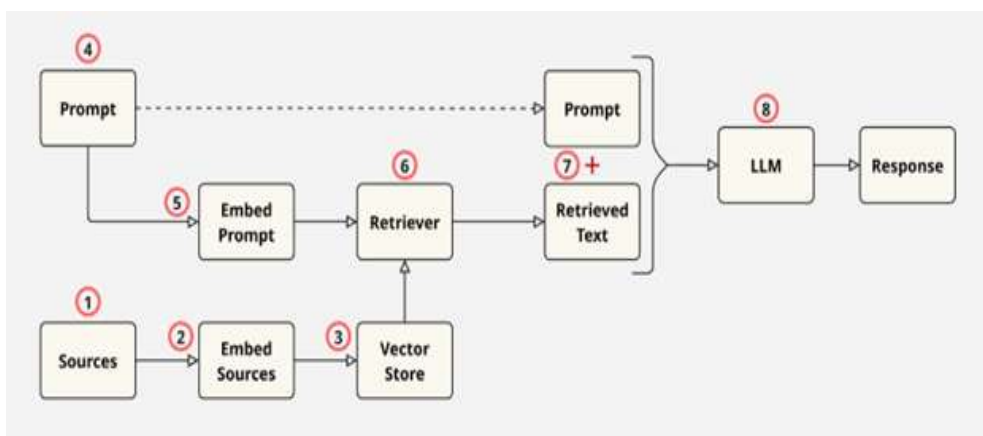 4
Prompt
Prompt
8
LLM
Response
7 +
Retrieved
Text
6
Retriever
5
Embed
Prompt
1
Sources
2
Embed
Sources
3
Vector
Store